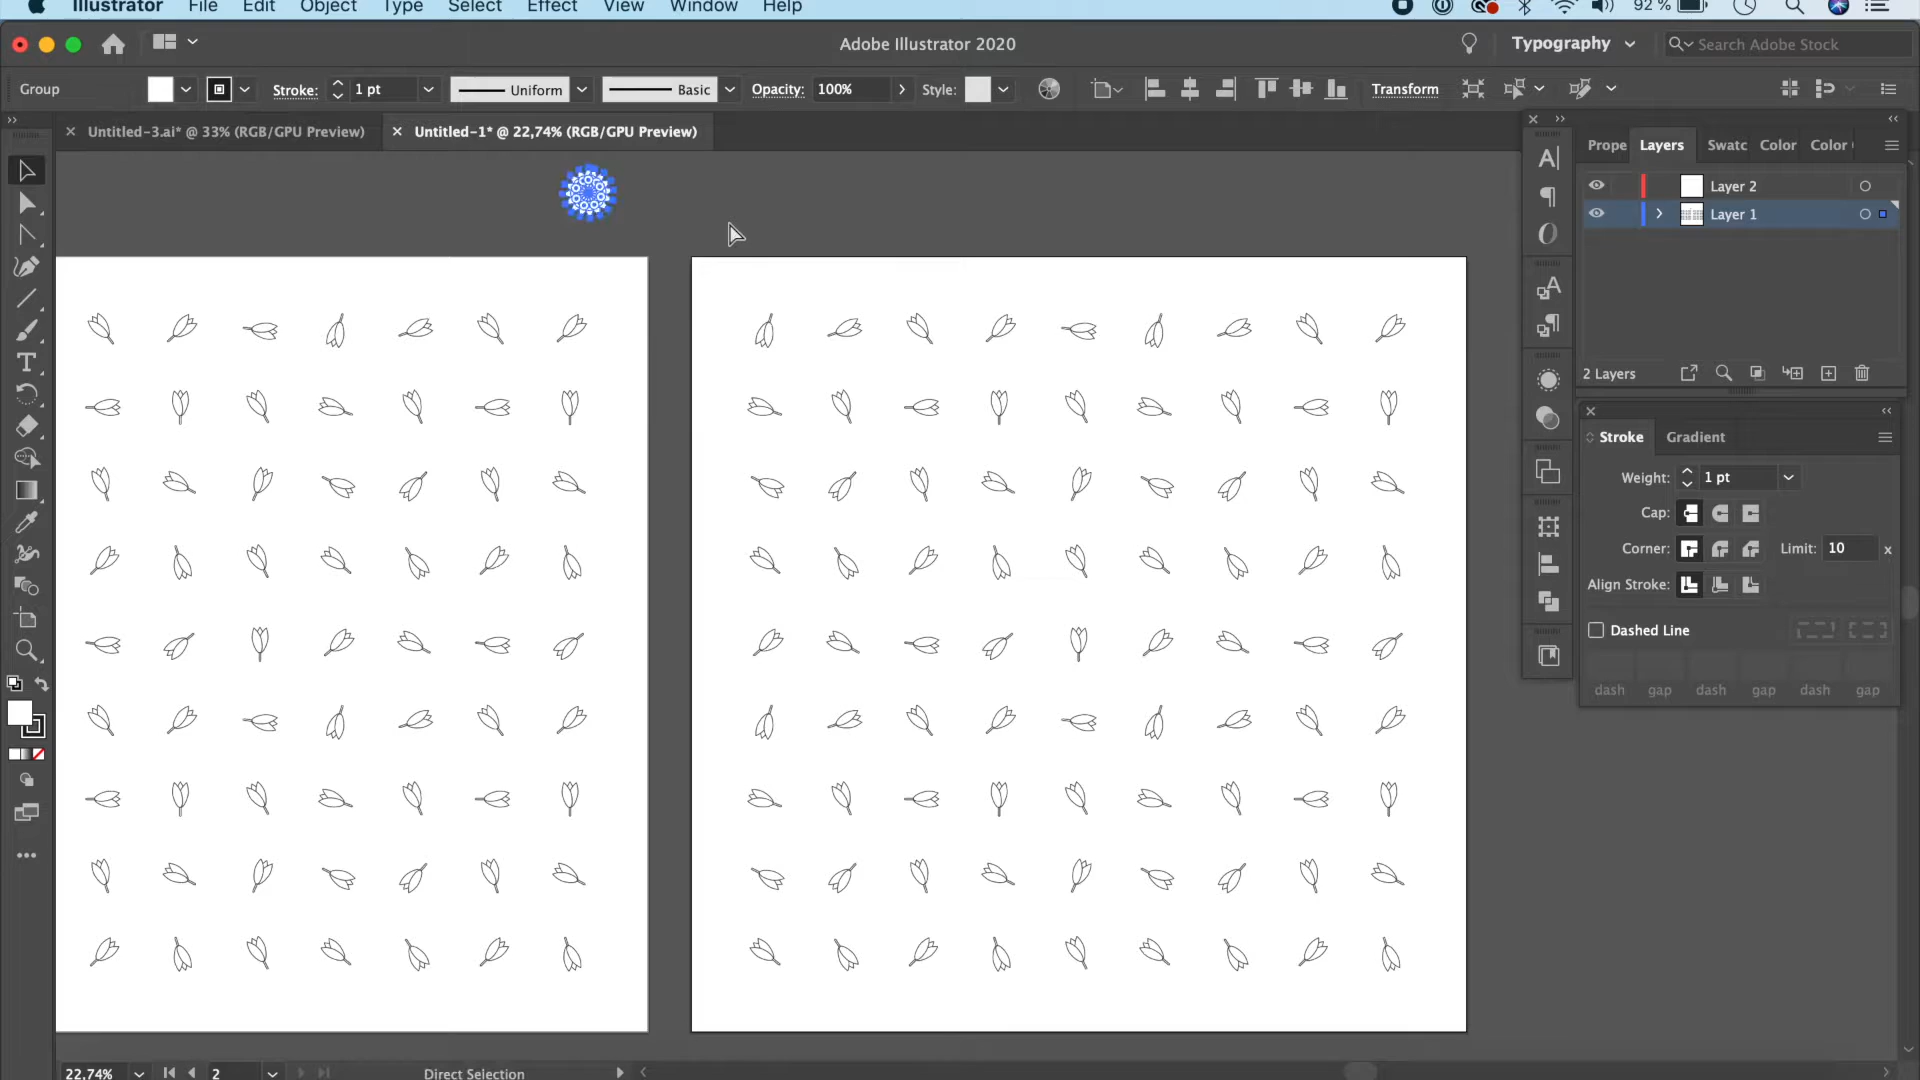 Illustrator File Edit Object Type Select Effect View Window Help 92 %
Adobe Illustrator 2020
Typography
Search Adobe Stock
Group Stroke: 1 pt Uniform Basic Opacity: 100% Style: Transform
Untitled-3.ai* @ 33% (RGB/GPU Preview)
Untitled-1* @ 22,74% (RGB/GPU Preview)
Prope Layers Swatc Color Color
Layer 2
Layer 1
2 Layers
Stroke Gradient
Weight: 1 pt
Cap:
Corner: Limit: 10 x
Align Stroke:
Dashed Line
dash gap dash gap dash gap
22,74% 2 Direct Selection